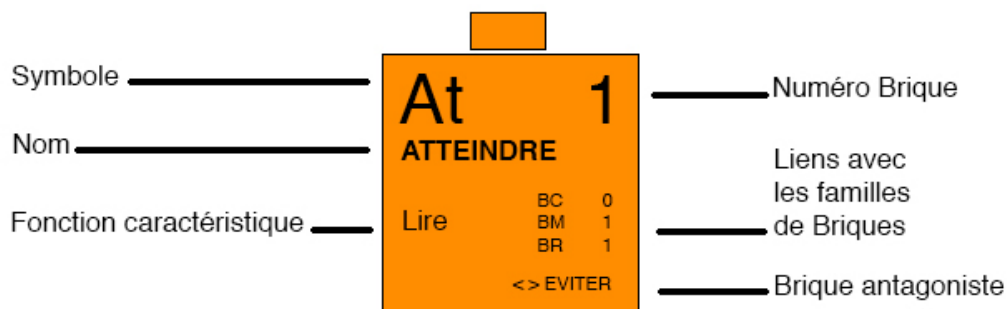 Symbole
Nom
Fonction caractéristique
At 1
ATTEINDRE
Lire
BC 0
BM 1
BR 1
<> EVITER
Numéro Brique
Liens avec
les familles
de Briques
Brique antagoniste